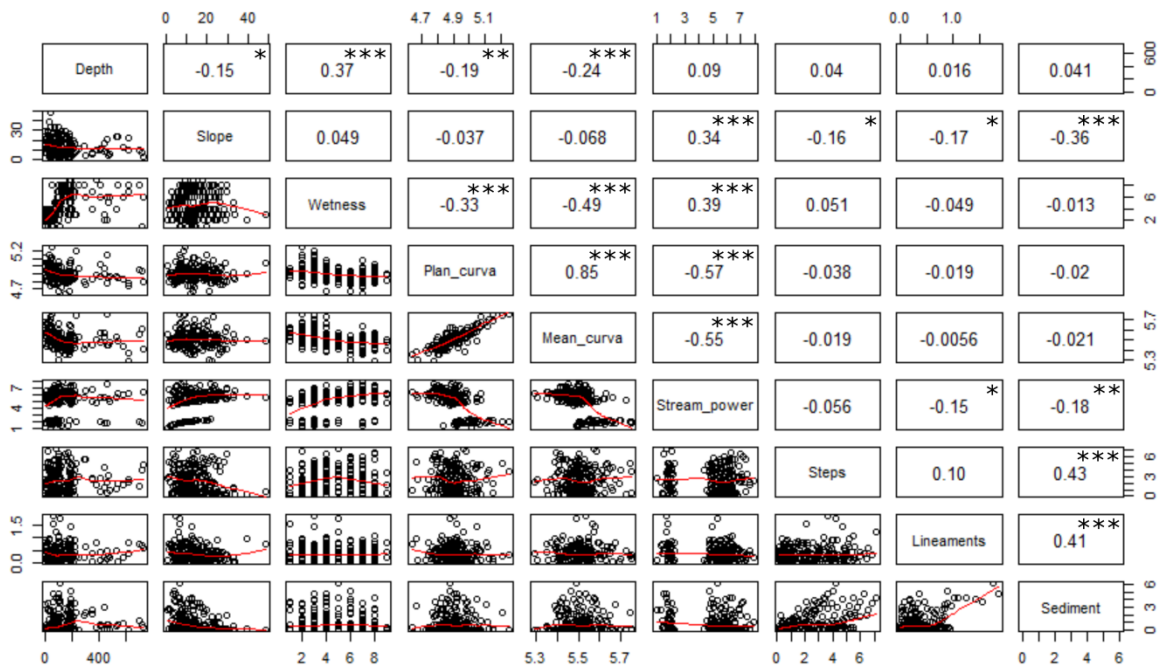 0 20 40 4.7 4.9 5.1 1 3 5 7 0.0 1.0
* *** ** ***
Depth -0.15 0.37 -0.19 -0.24 0.09 0.04 0.016 0.041 0 600
*** * * ***
0 30 Slope 0.049 -0.037 -0.068 0.34 -0.16 -0.17 -0.36
*** *** ***
Wetness -0.33 -0.49 0.39 0.051 -0.049 -0.013 2 6
*** ***
4.7 5.2 Plan_curva 0.85 -0.57 -0.038 -0.019 -0.02
***
Mean_curva -0.55 -0.019 -0.0056 -0.021 5.3 5.7
* **
1 4 7 Stream_power -0.056 -0.15 -0.18
***
Steps 0.10 0.43 0 3 6
***
0.0 1.5 Lineaments 0.41
Sediment 0 3 6
0 400 2 4 6 8 5.3 5.5 5.7 0 2 4 6 0 1 2 3 4 5 6